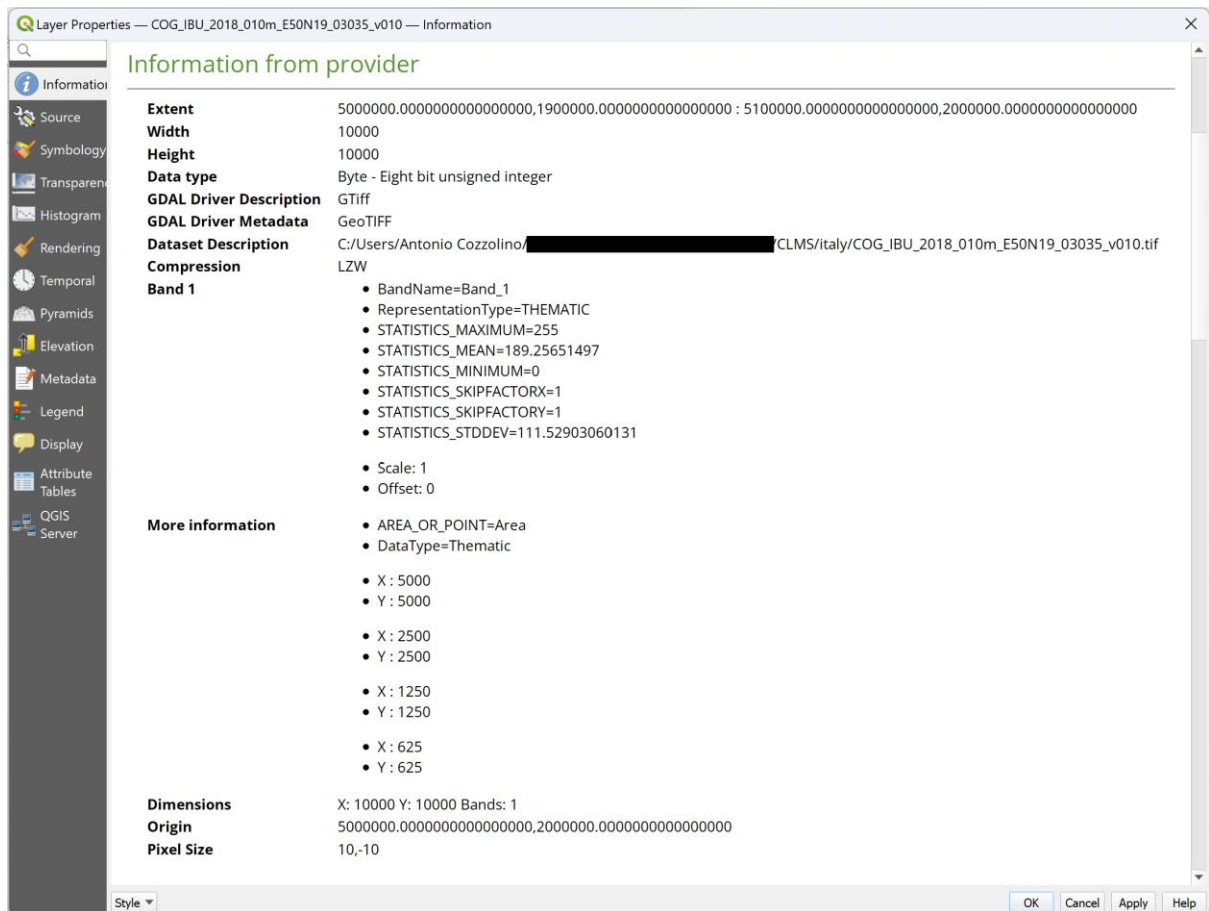 Layer Properties — COG_IBU_2018_010m_E50N19_03035_v010 — Information
Information
Source
Symbology
Transparen
Histogram
Rendering
Temporal
Pyramids
Elevation
Metadata
Legend
Display
Attribute
Tables
QGIS
Server
Information from provider
Extent 5000000.0000000000000000,1900000.0000000000000000 : 5100000.0000000000000000,2000000.0000000000000000
Width 10000
Height 10000
Data type Byte - Eight bit unsigned integer
GDAL Driver Description GTiff
GDAL Driver Metadata GeoTIFF
Dataset Description C:/Users/Antonio Cozzolino/ /CLMS/italy/COG_IBU_2018_010m_E50N19_03035_v010.tif
Compression LZW
Band 1 • BandName=Band_1
• RepresentationType=THEMATIC
• STATISTICS_MAXIMUM=255
• STATISTICS_MEAN=189.25651497
• STATISTICS_MINIMUM=0
• STATISTICS_SKIPFACTORX=1
• STATISTICS_SKIPFACTORY=1
• STATISTICS_STDDEV=111.52903060131
• Scale: 1
• Offset: 0
More information • AREA_OR_POINT=Area
• DataType=Thematic
• X : 5000
• Y : 5000
• X : 2500
• Y : 2500
• X : 1250
• Y : 1250
• X : 625
• Y : 625
Dimensions X: 10000 Y: 10000 Bands: 1
Origin 5000000.0000000000000000,2000000.0000000000000000
Pixel Size 10,-10
Style OK Cancel Apply Help